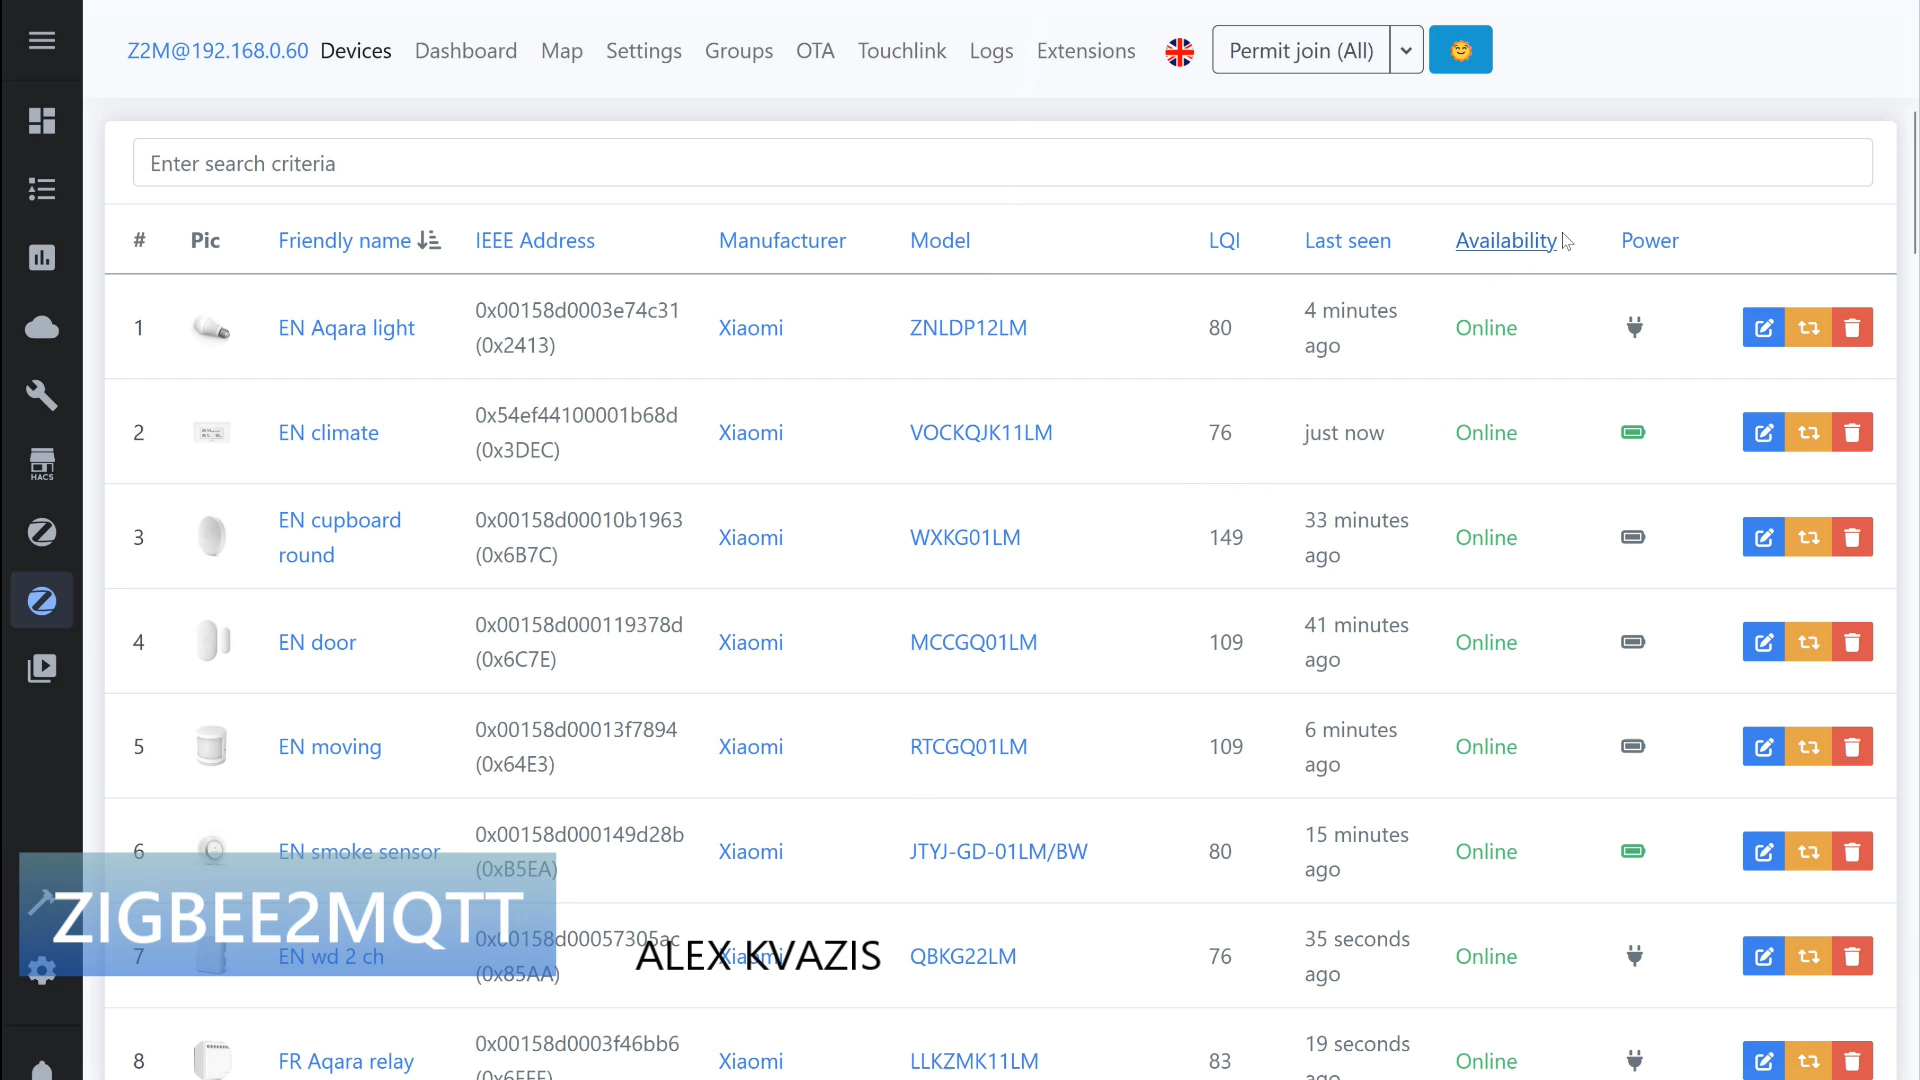 Z2M@192.168.0.60 Devices Dashboard Map Settings Groups OTA Touchlink Logs Extensions Permit join (All)
Enter search criteria
# Pic Friendly name IEEE Address Manufacturer Model LQI Last seen Availability Power
1 EN Aqara light 0x00158d0003e74c31 (0x2413) Xiaomi ZNLDP12LM 80 4 minutes ago Online
2 EN climate 0x54ef44100001b68d (0x3DEC) Xiaomi VOCKQJK11LM 76 just now Online
3 EN cupboard round 0x00158d00010b1963 (0x6B7C) Xiaomi WXKG01LM 149 33 minutes ago Online
4 EN door 0x00158d000119378d (0x6C7E) Xiaomi MCCGQ01LM 109 41 minutes ago Online
5 EN moving 0x00158d00013f7894 (0x64E3) Xiaomi RTCGQ01LM 109 6 minutes ago Online
6 EN smoke sensor 0x00158d000149d28b (0xB5EA) Xiaomi JTYJ-GD-01LM/BW 80 15 minutes ago Online
7 EN wd 2 ch 0x00158d00057305ac (0x85AA) Xiaomi QBKG22LM 76 35 seconds ago Online
8 FR Aqara relay 0x00158d0003f46bb6 Xiaomi LLKZMK11LM 83 19 seconds ago Online
HACS
ZIGBEE2MQTT
ALEX KVAZIS